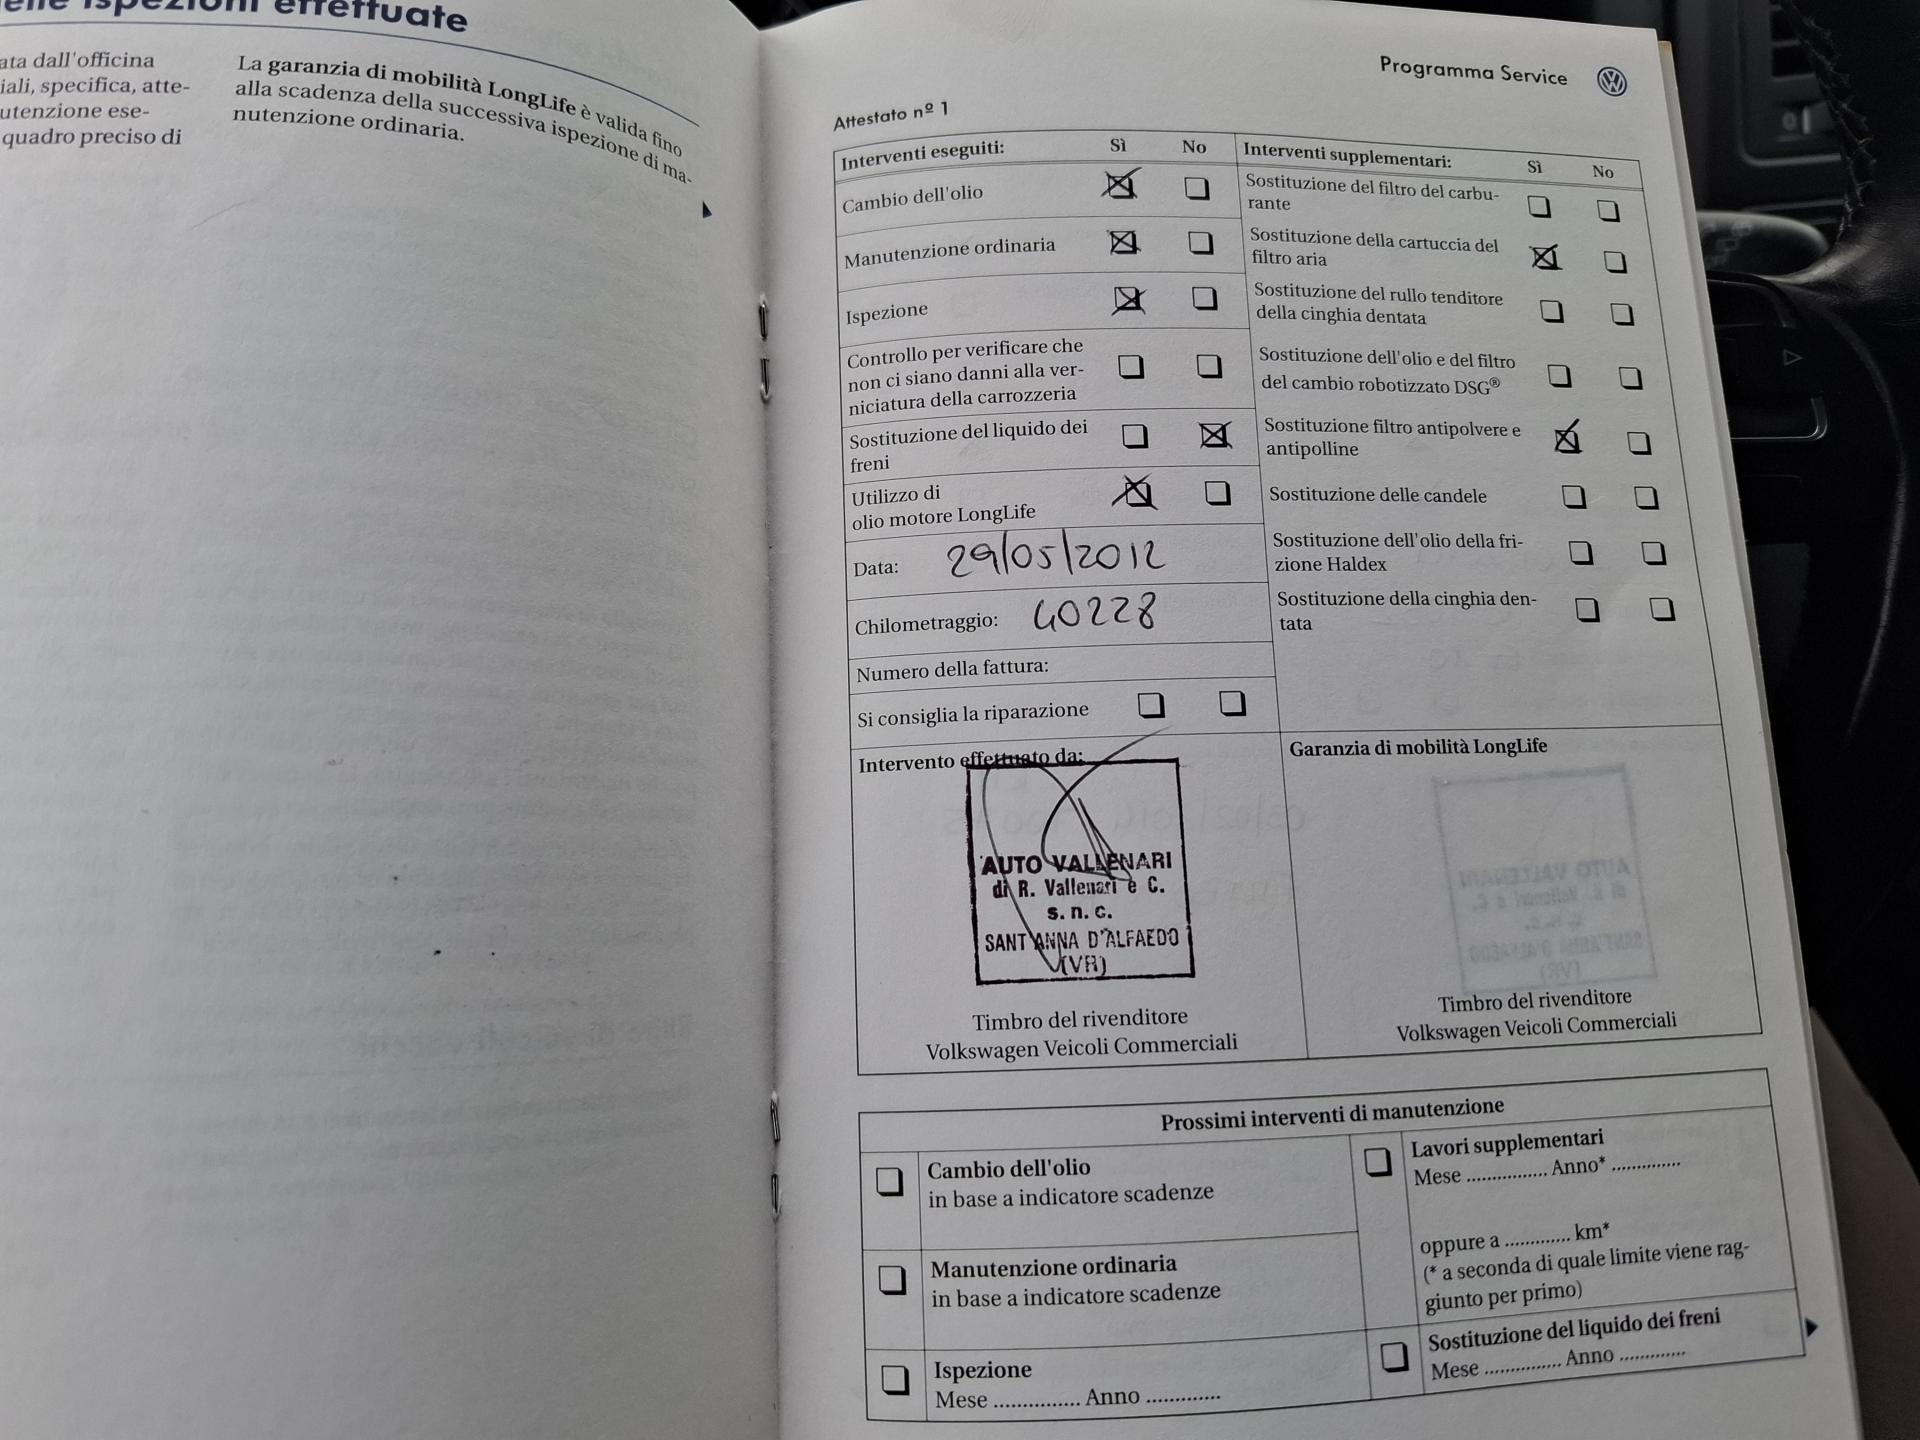 elle ispezioni effettuate
ata dall'officina
iali, specifica, atte-
utenzione ese-
quadro preciso di
La garanzia di mobilità LongLife è valida fino
alla scadenza della successiva ispezione di ma-
nutenzione ordinaria.
Programma Service
Attestato nº 1
Interventi eseguiti: Sì No
Cambio dell'olio
Manutenzione ordinaria
Ispezione
Controllo per verificare che
non ci siano danni alla ver-
niciatura della carrozzeria
Sostituzione del liquido dei
freni
Utilizzo di
olio motore LongLife
Data: 29/05/2012
Chilometraggio: 40228
Numero della fattura:
Si consiglia la riparazione
Interventi supplementari: Sì No
Sostituzione del filtro del carbu-
rante
Sostituzione della cartuccia del
filtro aria
Sostituzione del rullo tenditore
della cinghia dentata
Sostituzione dell'olio e del filtro
del cambio robotizzato DSG®
Sostituzione filtro antipolvere e
antipolline
Sostituzione delle candele
Sostituzione dell'olio della fri-
zione Haldex
Sostituzione della cinghia den-
tata
Intervento effettuato da:
AUTO VALLENARI
di R. Vallenari e C.
s. n. c.
SANT'ANNA D'ALFAEDO
(VR)
Timbro del rivenditore
Volkswagen Veicoli Commerciali
Garanzia di mobilità LongLife
Timbro del rivenditore
Volkswagen Veicoli Commerciali
Prossimi interventi di manutenzione
Cambio dell'olio
in base a indicatore scadenze
Manutenzione ordinaria
in base a indicatore scadenze
Ispezione
Mese ................ Anno ..............
Lavori supplementari
Mese ................ Anno* ..............
oppure a ............. km*
(* a seconda di quale limite viene rag-
giunto per primo)
Sostituzione del liquido dei freni
Mese ............... Anno .............